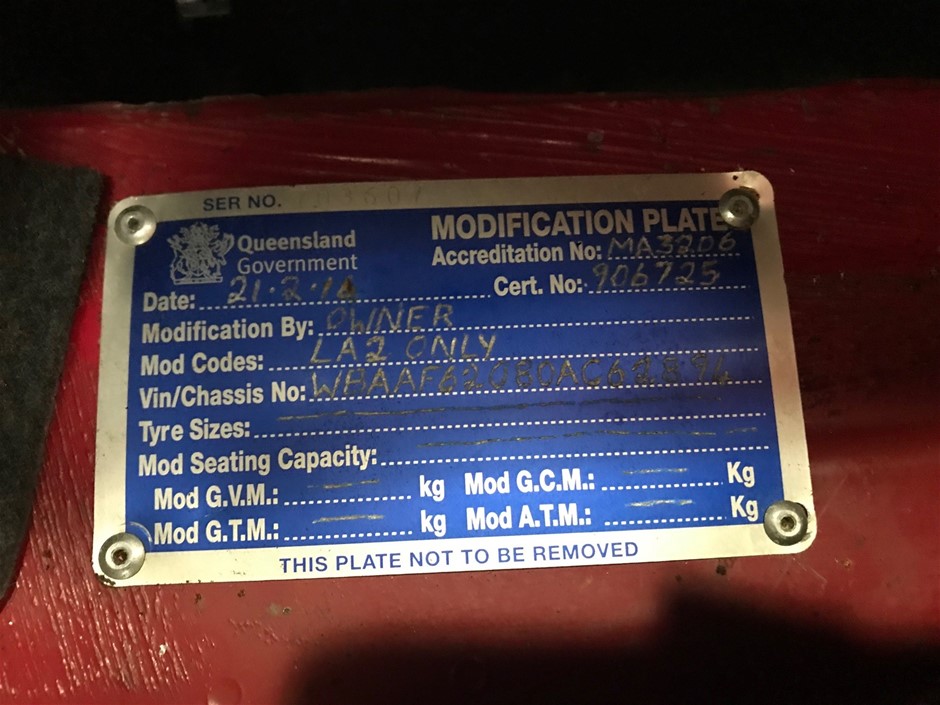 SER NO.
MODIFICATION PLATE
Queensland Government
Accreditation No: MA3206
Date: 21.2.1
Cert. No: 906725
Modification By: OWNER
Mod Codes: LA2 ONLY
Vin/Chassis No:
Tyre Sizes:
Mod Seating Capacity:
Mod G.V.M.: kg Mod G.C.M.: Kg
Mod G.T.M.: kg Mod A.T.M.: Kg
THIS PLATE NOT TO BE REMOVED